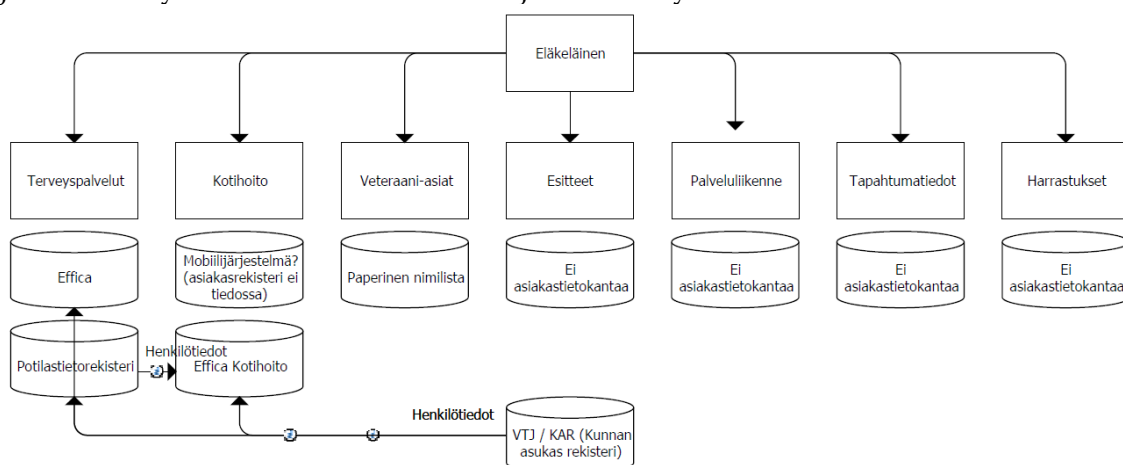 Eläkeläinen
Terveyspalvelut
Kotihoito
Veteraani-asiat
Esitteet
Palveluliikenne
Tapahtumatiedot
Harrastukset
Effica
Mobiilijärjestelmä?
(asiakasrekisteri ei
tiedossa)
Paperinen nimilista
Ei
asiakastietokantaa
Ei
asiakastietokantaa
Ei
asiakastietokantaa
Ei
asiakastietokantaa
Potilastietorekisteri
Henkilötiedot
Effica Kotihoito
Henkilötiedot
VTJ / KAR (Kunnan
asukas rekisteri)